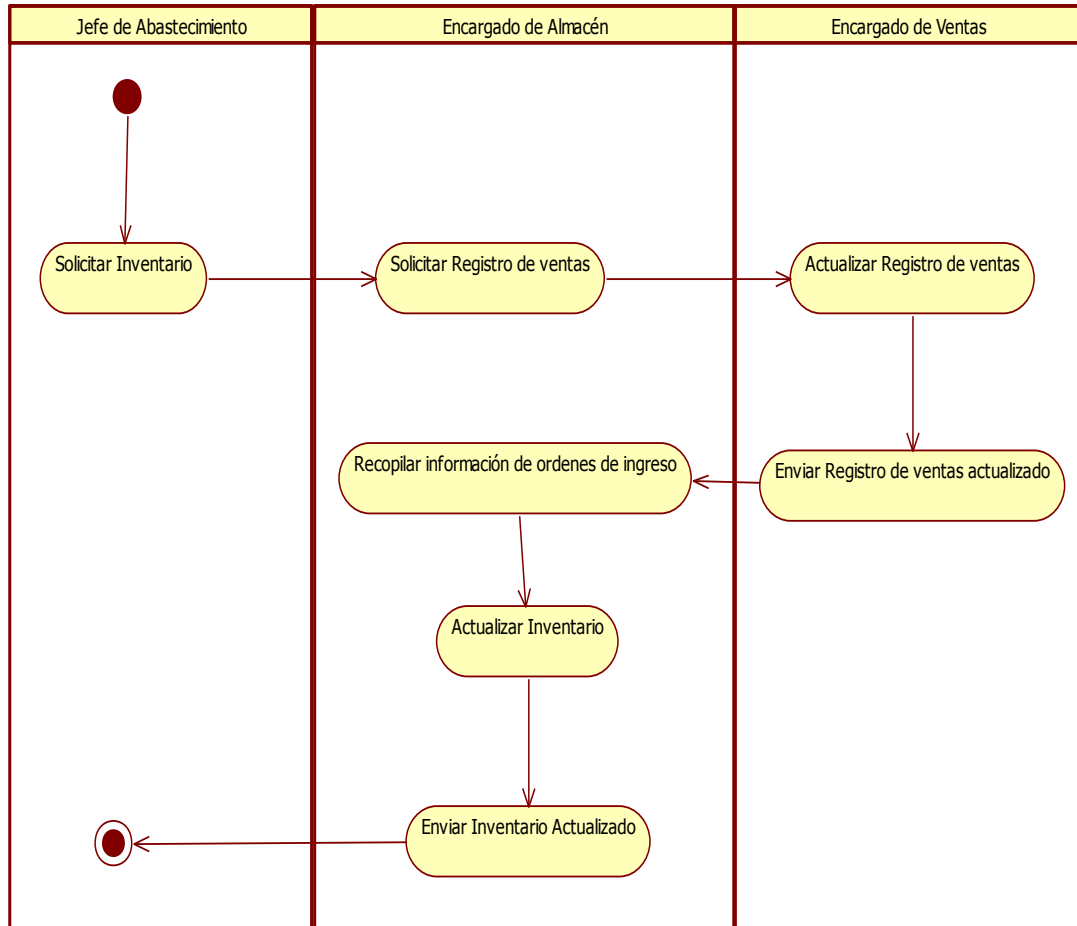 Jefe de Abastecimiento
Encargado de Almacén
Encargado de Ventas
Solicitar Inventario
Solicitar Registro de ventas
Actualizar Registro de ventas
Recopilar información de ordenes de ingreso
Enviar Registro de ventas actualizado
Actualizar Inventario
Enviar Inventario Actualizado